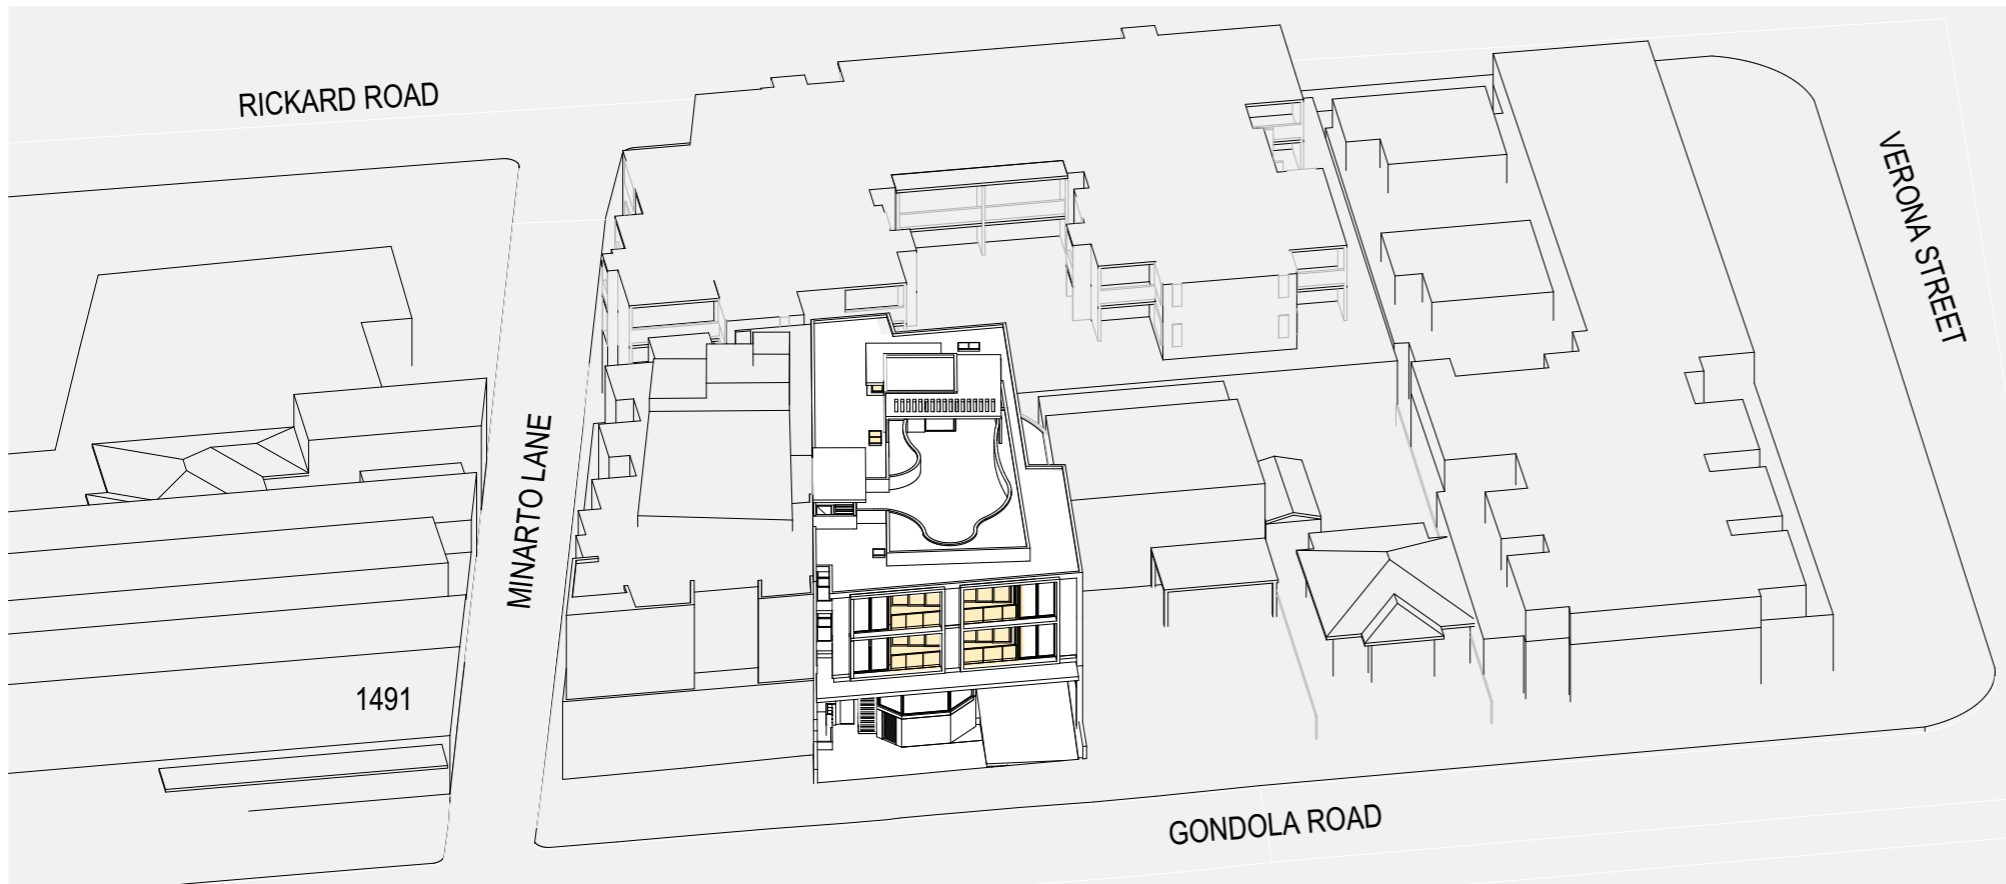 RICKARD ROAD
VERONA STREET
MINARTO LANE
1491
GONDOLA ROAD